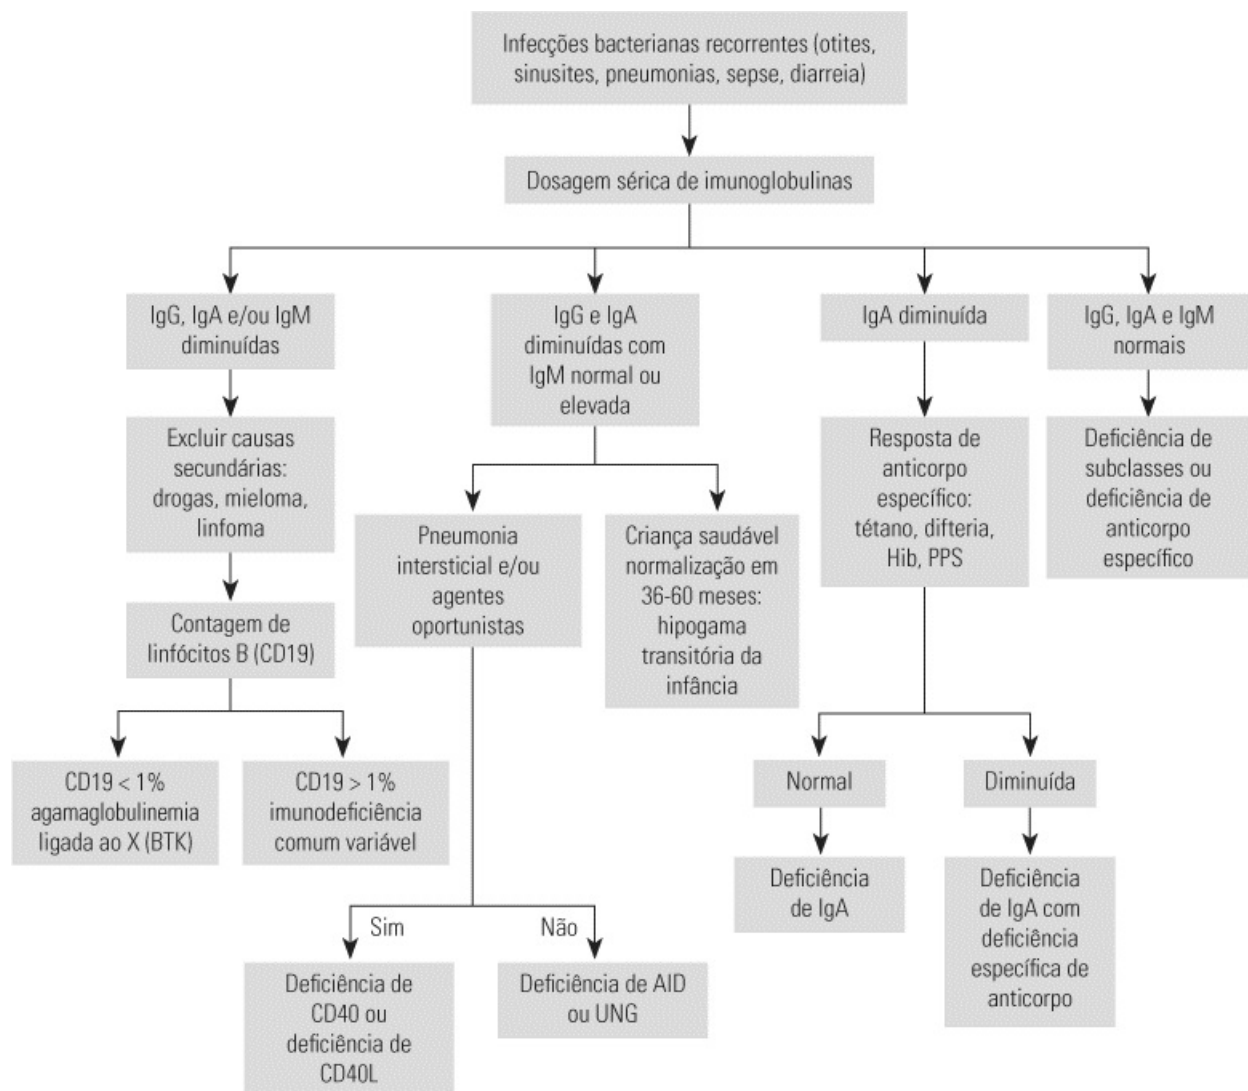 Infecções bacterianas recorrentes (otites,
sinusites, pneumonias, sepse, diarreia)
Dosagem sérica de imunoglobulinas
IgG, IgA e/ou IgM
diminuídas
IgG e IgA
diminuídas com
IgM normal ou
elevada
IgA diminuída
IgG, IgA e IgM
normais
Excluir causas
secundárias:
drogas, mieloma,
linfoma
Resposta de
anticorpo
específico:
tétano, difteria,
Hib, PPS
Deficiência de
subclasses ou
deficiência de
anticorpo
específico
Pneumonia
intersticial e/ou
agentes
oportunistas
Criança saudável
normalização em
36-60 meses:
hipogama
transitória da
infância
Contagem de
linfócitos B (CD19)
CD19 < 1%
agamaglobulinemia
ligada ao X (BTK)
CD19 > 1%
imunodeficiência
comum variável
Normal
Diminuída
Deficiência
de IgA
Deficiência
de IgA com
deficiência
específica de
anticorpo
Sim
Não
Deficiência de
CD40 ou
deficiência de
CD40L
Deficiência de AID
ou UNG